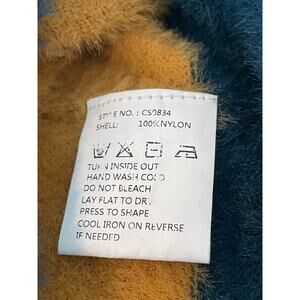 STYLE NO.: CS9834
SHELL: 100%NYLON
TURN INSIDE OUT
HAND WASH COLD
DO NOT BLEACH
LAY FLAT TO DRY
PRESS TO SHAPE
COOL IRON ON REVERSE
IF NEEDED